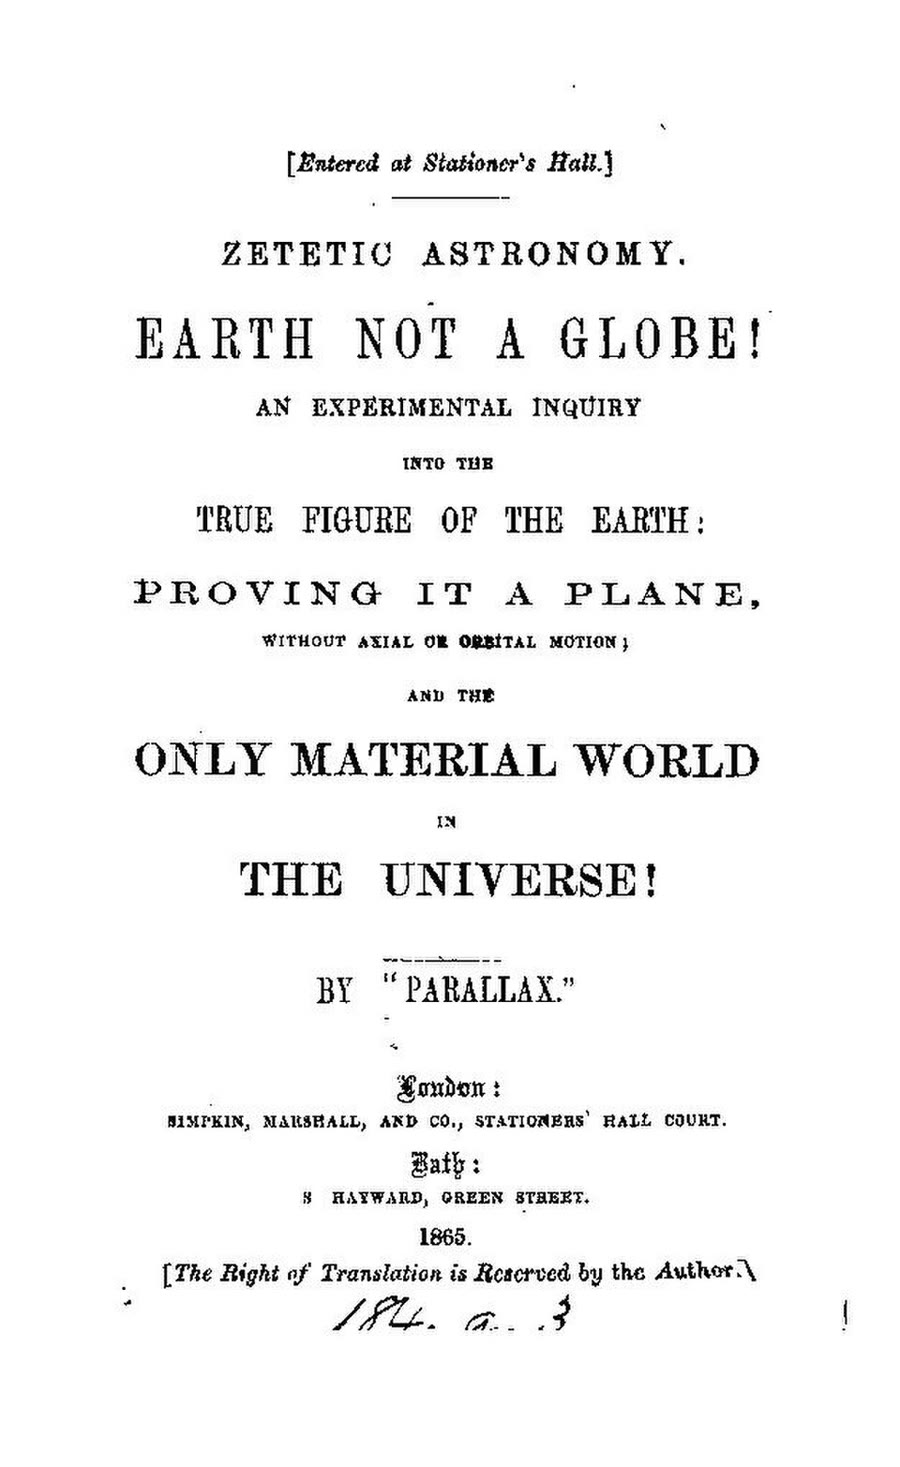 [Entered at Stationer's Hall.]
ZETETIC ASTRONOMY.
EARTH NOT A GLOBE!
AN EXPERIMENTAL INQUIRY
INTO THE
TRUE FIGURE OF THE EARTH:
PROVING IT A PLANE,
WITHOUT AXIAL OR ORBITAL MOTION;
AND THE
ONLY MATERIAL WORLD
IN
THE UNIVERSE!
BY "PARALLAX."
London:
SIMPKIN, MARSHALL, AND CO., STATIONERS' HALL COURT.
Bath:
S HAYWARD, GREEN STREET.
1865.
[The Right of Translation is Reserved by the Author.]
184. a. 3